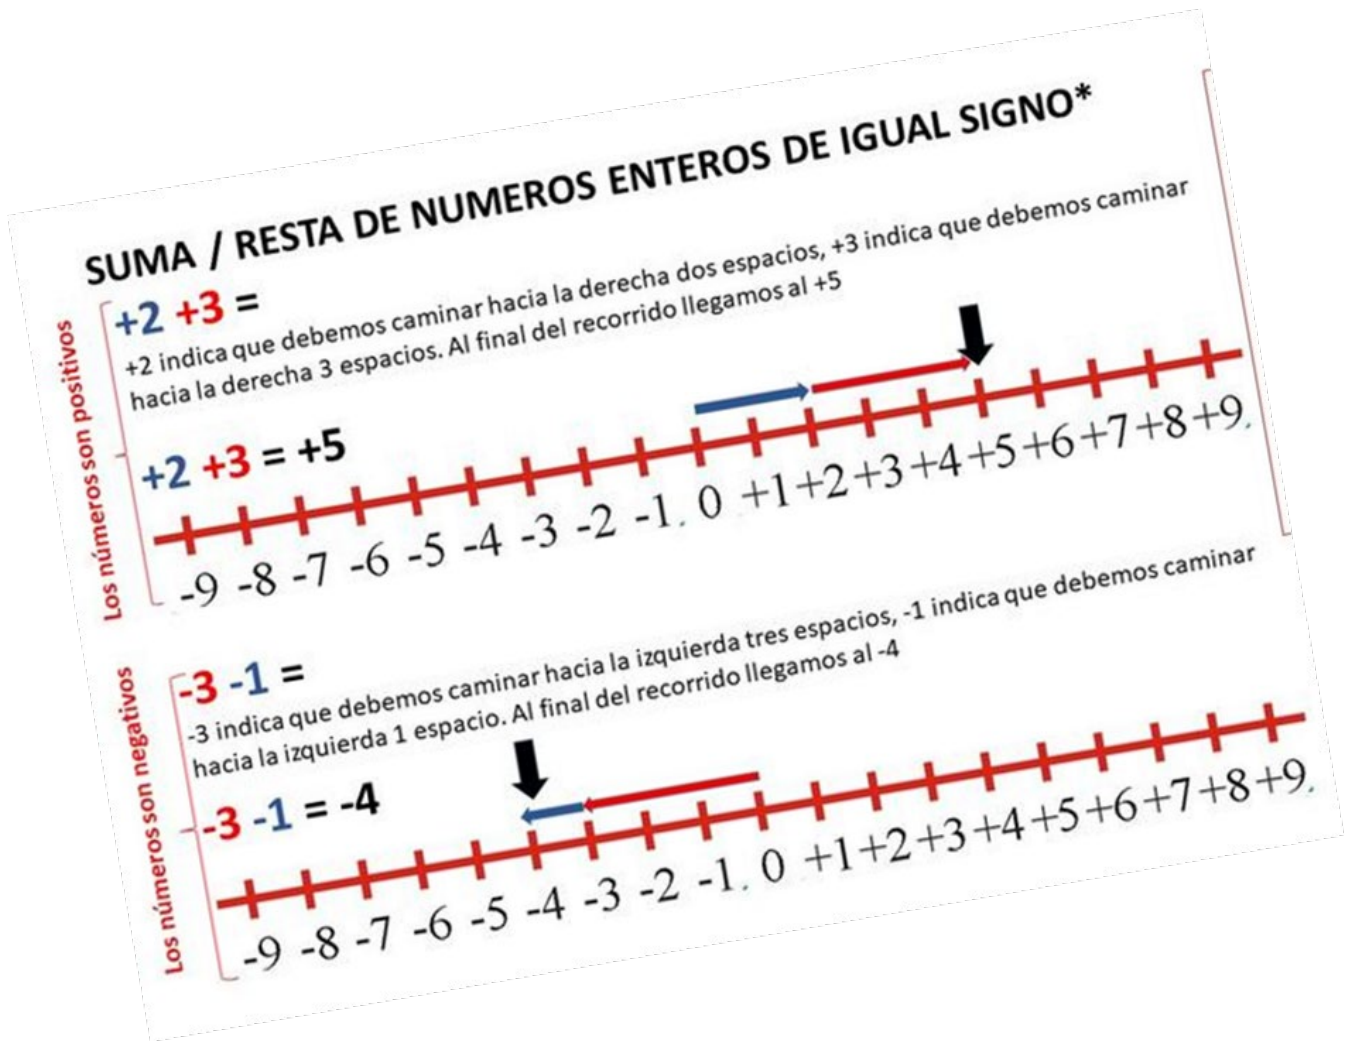 SUMA / RESTA DE NUMEROS ENTEROS DE IGUAL SIGNO*
Los números son positivos
+2 +3 =
+2 indica que debemos caminar hacia la derecha dos espacios, +3 indica que debemos caminar
hacia la derecha 3 espacios. Al final del recorrido llegamos al +5
+2 +3 = +5
-9 -8 -7 -6 -5 -4 -3 -2 -1. 0 +1 +2 +3 +4 +5 +6 +7 +8 +9.
Los números son negativos
-3 -1 =
-3 indica que debemos caminar hacia la izquierda tres espacios, -1 indica que debemos caminar
hacia la izquierda 1 espacio. Al final del recorrido llegamos al -4
-3 -1 = -4
-9 -8 -7 -6 -5 -4 -3 -2 -1. 0 +1 +2 +3 +4 +5 +6 +7 +8 +9.